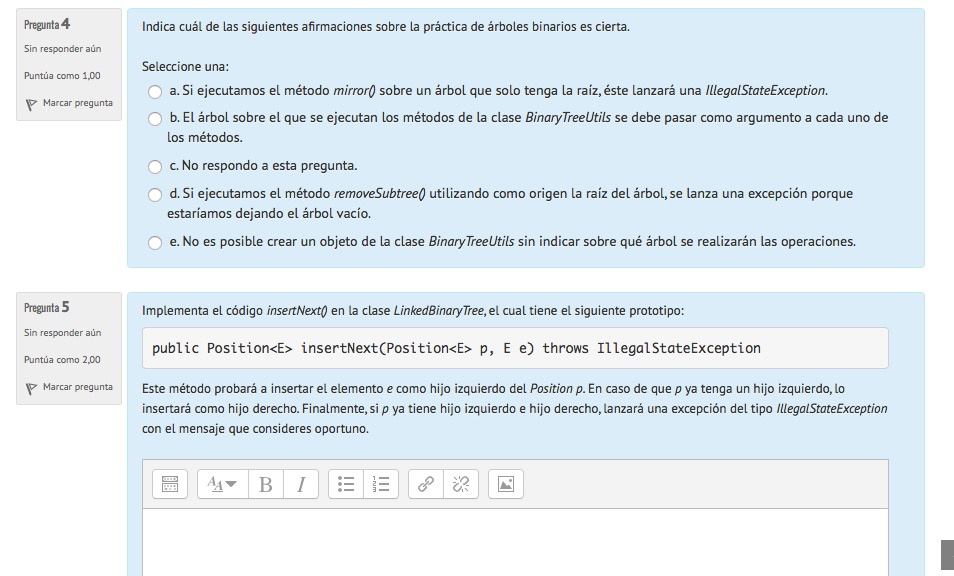 Pregunta 4
Sin responder aún
Puntúa como 1,00
Marcar pregunta
Indica cuál de las siguientes afirmaciones sobre la práctica de árboles binarios es cierta.
Seleccione una:
a. Si ejecutamos el método mirror() sobre un árbol que solo tenga la raíz, éste lanzará una IllegalStateException.
b. El árbol sobre el que se ejecutan los métodos de la clase BinaryTreeUtils se debe pasar como argumento a cada uno de
los métodos.
c. No respondo a esta pregunta.
d. Si ejecutamos el método removeSubtree() utilizando como origen la raíz del árbol, se lanza una excepción porque
estaríamos dejando el árbol vacío.
e. No es posible crear un objeto de la clase BinaryTreeUtils sin indicar sobre qué árbol se realizarán las operaciones.
Pregunta 5
Sin responder aún
Puntúa como 2,00
Marcar pregunta
Implementa el código insertNext() en la clase LinkedBinaryTree, el cual tiene el siguiente prototipo:
public Position<E> insertNext(Position<E> p, E e) throws IllegalStateException
Este método probará a insertar el elemento e como hijo izquierdo del Position p. En caso de que p ya tenga un hijo izquierdo, lo
insertará como hijo derecho. Finalmente, si p ya tiene hijo izquierdo e hijo derecho, lanzará una excepción del tipo IllegalStateException
con el mensaje que consideres oportuno.
AA B I